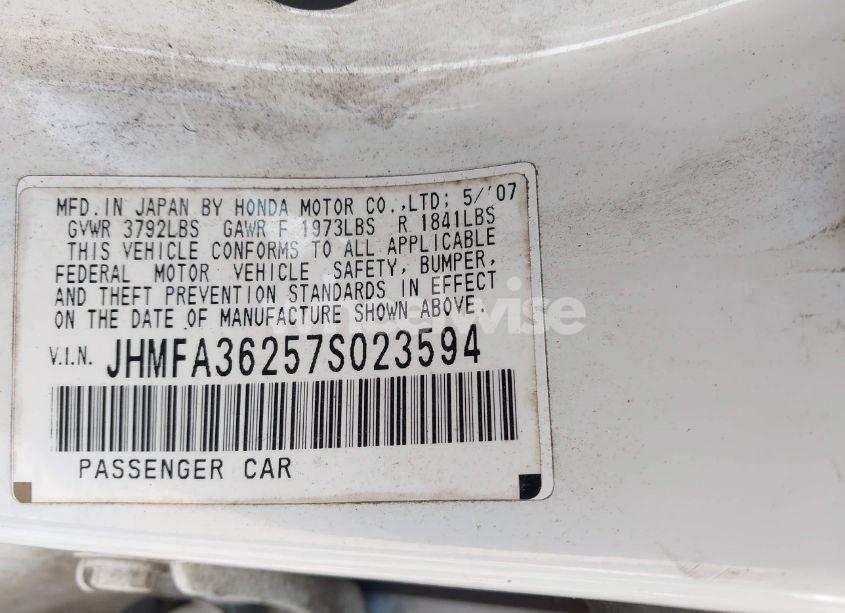 MFD. IN JAPAN BY HONDA MOTOR CO.,LTD; 5/'07
GVWR 3792LBS GAWR F 1973LBS R 1841LBS
THIS VEHICLE CONFORMS TO ALL APPLICABLE
FEDERAL MOTOR VEHICLE SAFETY, BUMPER,
AND THEFT PREVENTION STANDARDS IN EFFECT
ON THE DATE OF MANUFACTURE SHOWN ABOVE.
wheelwise
V.I.N. JHMFA36257S023594
PASSENGER CAR